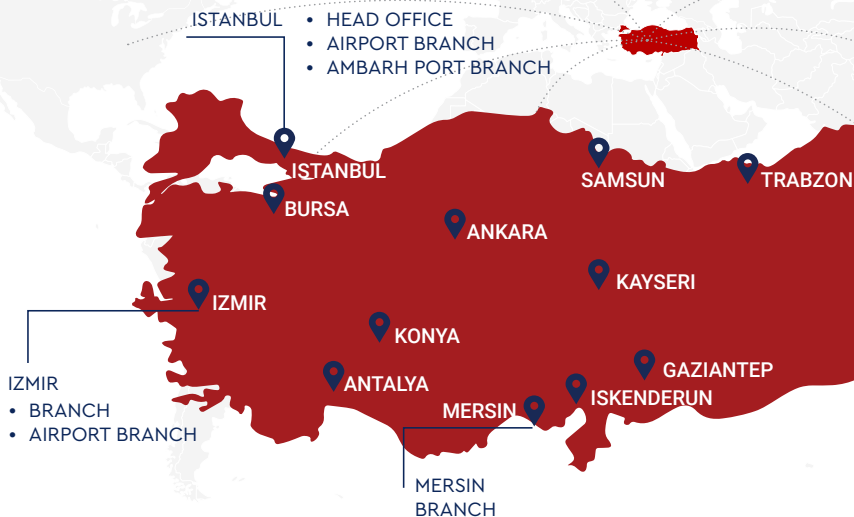 ISTANBUL
• HEAD OFFICE
• AIRPORT BRANCH
• AMBARH PORT BRANCH
ISTANBUL
SAMSUN
TRABZON
BURSA
ANKARA
KAYSERI
IZMIR
KONYA
GAZIANTEP
ANTALYA
ISKENDERUN
MERSIN
IZMIR
• BRANCH
• AIRPORT BRANCH
MERSIN
BRANCH